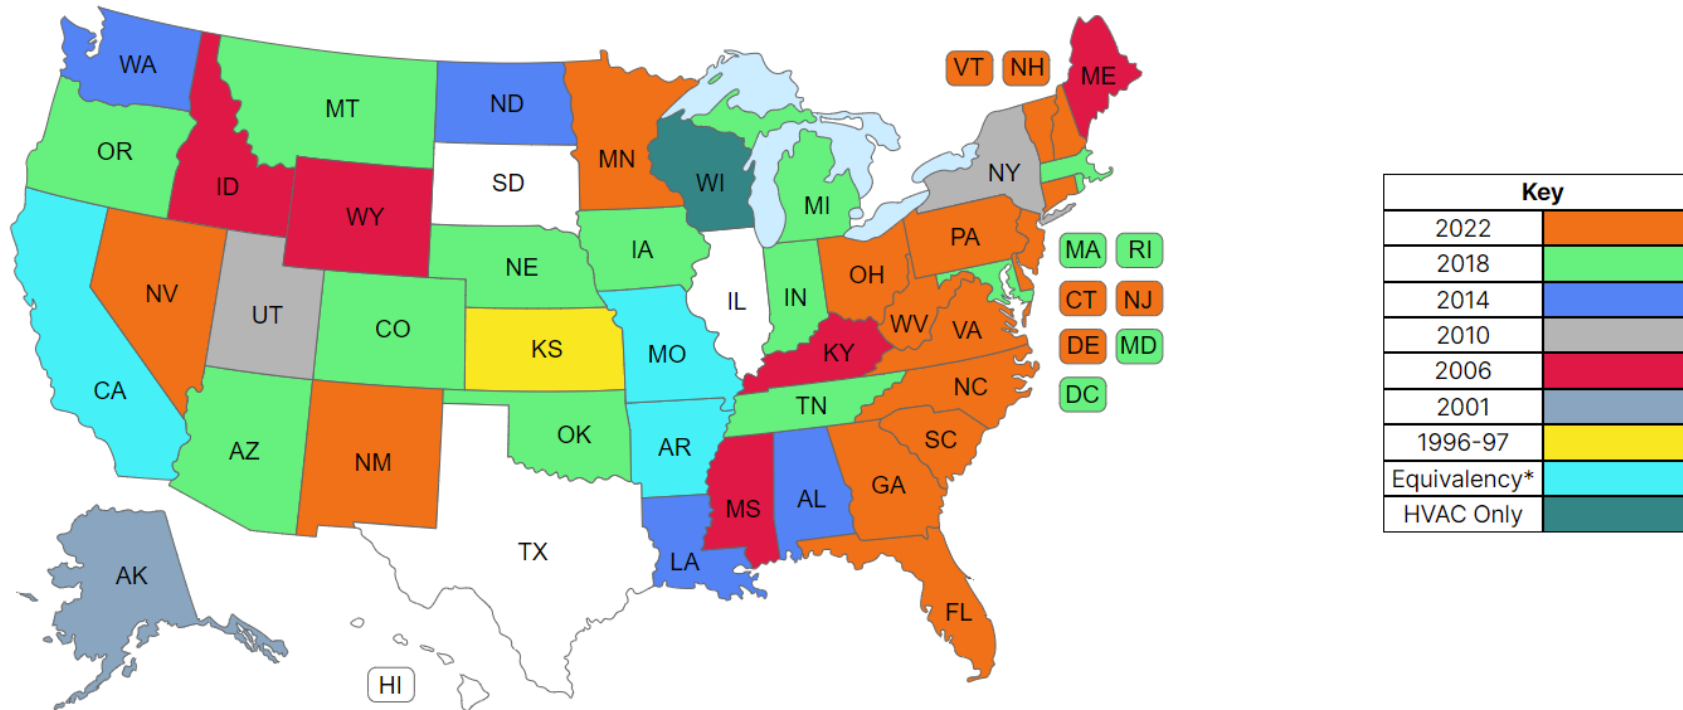 VT NH
ME
WA
MT
ND
OR
MN
ID
SD
WI
NY
WY
MI
PA
IA
MA RI
NE
OH
NV
IN
CT NJ
UT
CO
IL
WV VA
KS
MO
KY
DE MD
CA
NC
DC
TN
AZ
OK
AR
SC
NM
GA
MS
AL
TX
LA
AK
FL
HI
Key
2022
2018
2014
2010
2006
2001
1996-97
Equivalency*
HVAC Only